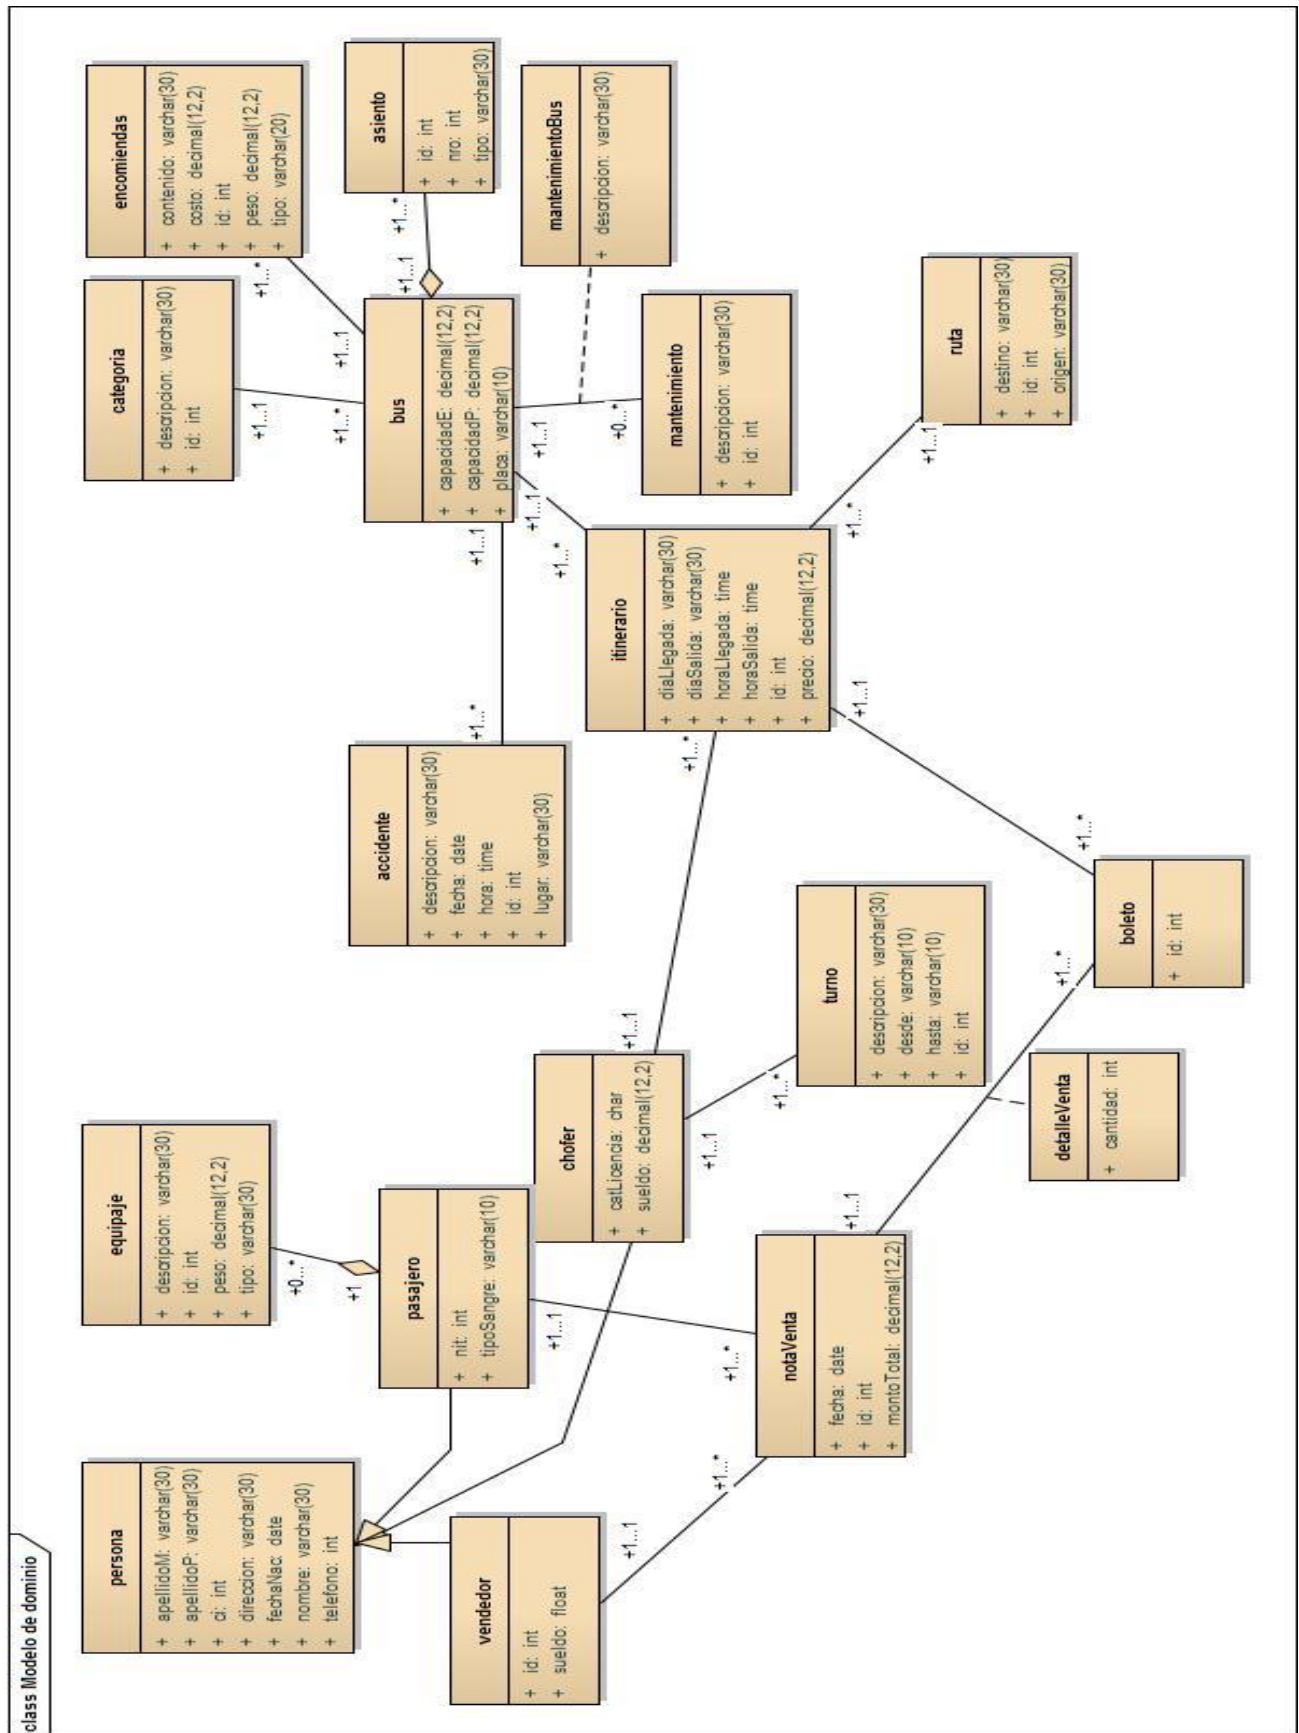 class Modelo de dominio
persona
+ apellidoM: varchar(30)
+ apellidoP: varchar(30)
+ ci: int
+ direccion: varchar(30)
+ fechaNac: date
+ nombre: varchar(30)
+ telefono: int
equipaje
+ descripcion: varchar(30)
+ id: int
+ peso: decimal(12,2)
+ tipo: varchar(30)
+0...*
+1
pasajero
+ nit: int
+ tipoSangre: varchar(10)
+1...1
+1...*
vendedor
+ id: int
+ sueldo: float
+1...1
+1...*
chofer
+ catLicencia: char
+ sueldo: decimal(12,2)
+1...1
+1...*
+1...1
+1...*
notaVenta
+ fecha: date
+ id: int
+ montoTotal: decimal(12,2)
+1...1
+1...*
turno
+ descripcion: varchar(30)
+ desde: varchar(10)
+ hasta: varchar(10)
+ id: int
detalleVenta
+ cantidad: int
boleto
+ id: int
+1...*
+1...1
accidente
+ descripcion: varchar(30)
+ fecha: date
+ hora: time
+ id: int
+ lugar: varchar(30)
+1...*
+1...1
itinerario
+ diaLlegada: varchar(30)
+ diaSalida: varchar(30)
+ horaLlegada: time
+ horaSalida: time
+ id: int
+ precio: decimal(12,2)
+1...*
+1...1
+1...*
+1...1
categoria
+ descripcion: varchar(30)
+ id: int
+1...1
+1...*
bus
+ capacidadE: decimal(12,2)
+ capacidadP: decimal(12,2)
+ placa: varchar(10)
+1...1
+0...*
mantenimiento
+ descripcion: varchar(30)
+ id: int
ruta
+ destino: varchar(30)
+ id: int
+ origen: varchar(30)
encomiendas
+ contenido: varchar(30)
+ costo: decimal(12,2)
+ id: int
+ peso: decimal(12,2)
+ tipo: varchar(20)
+1...*
+1...1
asiento
+ id: int
+ nro: int
+ tipo: varchar(30)
+1...*
+1...1
mantenimientoBus
+ descripcion: varchar(30)